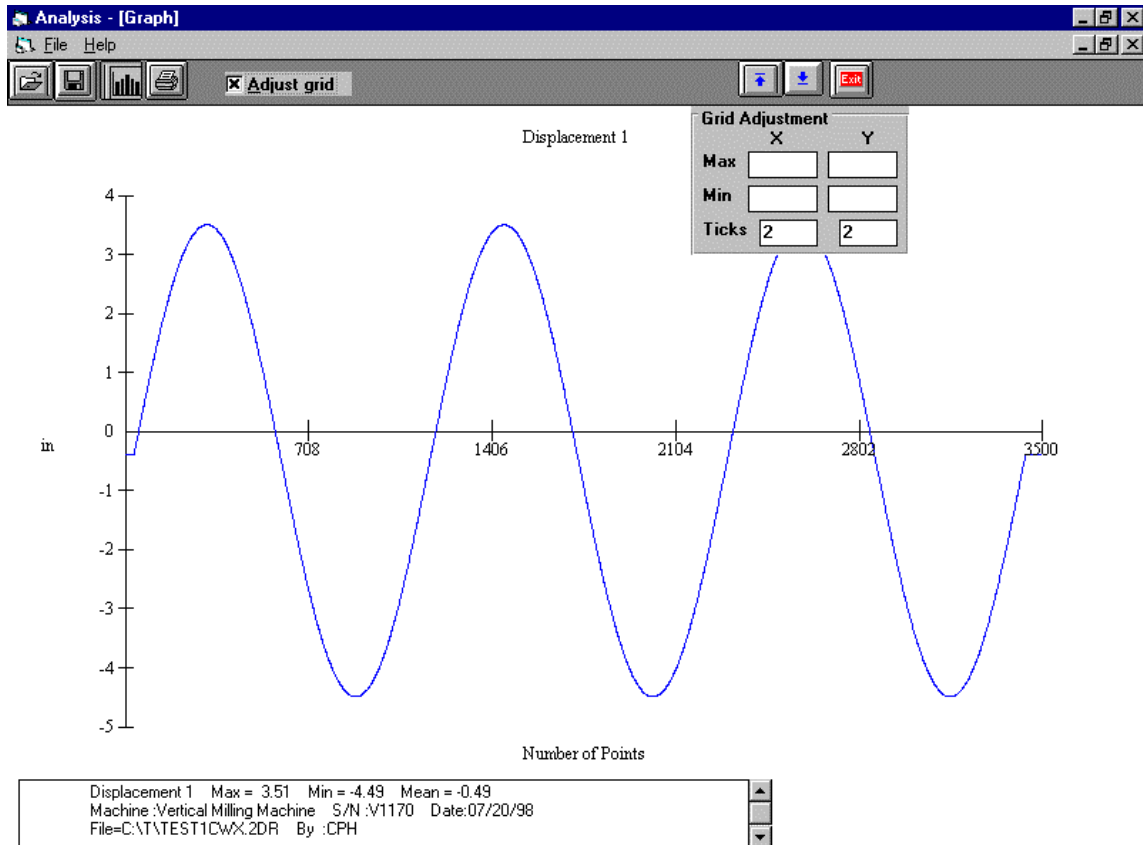 Analysis - [Graph]
File Help
Adjust grid
Exit
Grid Adjustment
X Y
Max
Min
Ticks 2 2
Displacement 1
4
3
2
1
0
-1
-2
-3
-4
-5
in
708 1406 2104 2802 3500
Number of Points
Displacement 1 Max = 3.51 Min = -4.49 Mean = -0.49
Machine :Vertical Milling Machine S/N :V1170 Date:07/20/98
File=C:\T\TEST1CWX.2DR By :CPH